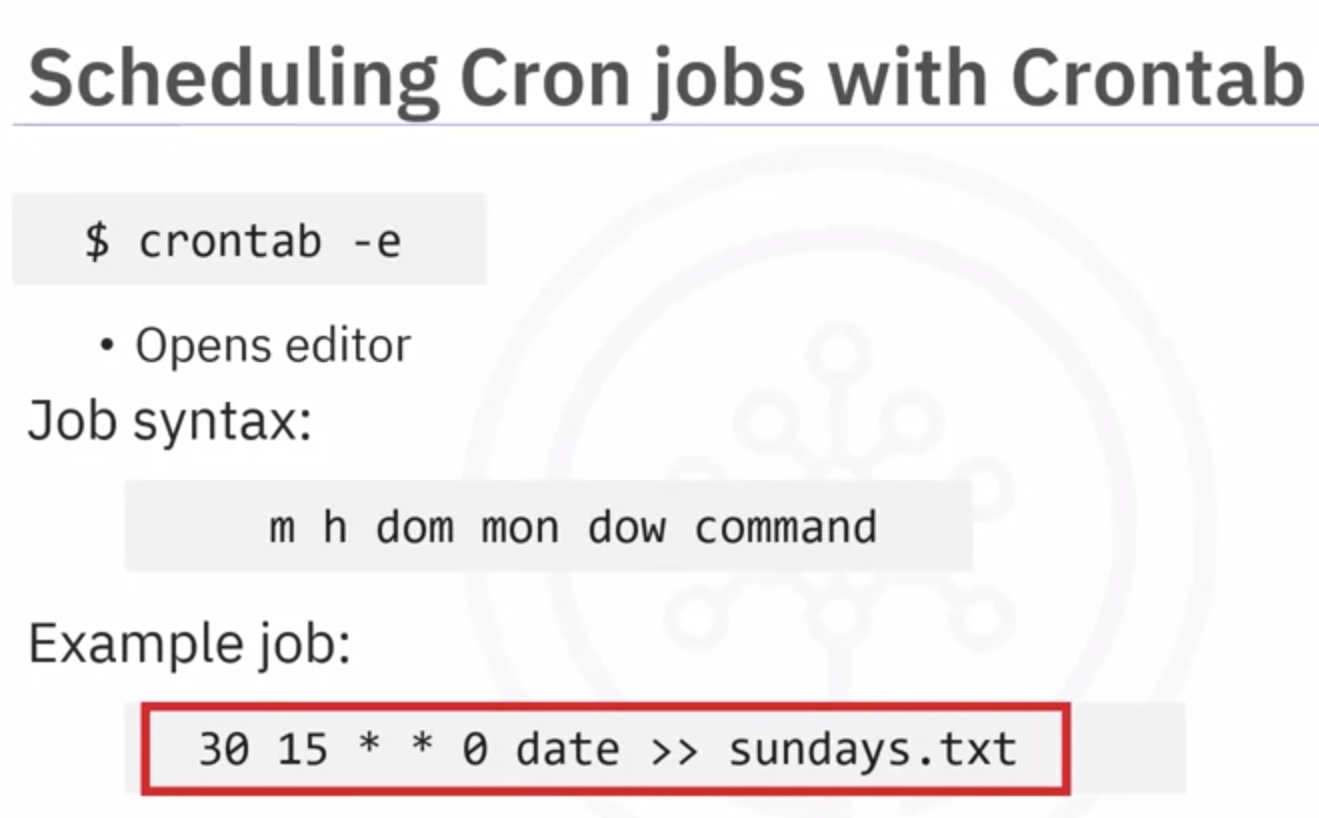 Scheduling Cron jobs with Crontab
$ crontab -e
• Opens editor
Job syntax:
m h dom mon dow command
Example job:
30 15 * * 0 date >> sundays.txt